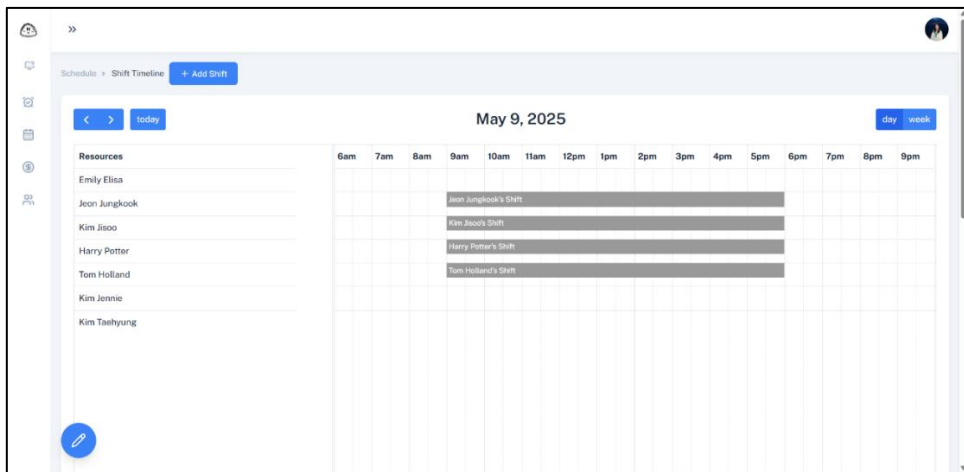 »
Schedule > Shift Timeline + Add Shift
< > today May 9, 2025 day week
Resources 6am 7am 8am 9am 10am 11am 12pm 1pm 2pm 3pm 4pm 5pm 6pm 7pm 8pm 9pm
Emily Elisa
Jeon Jungkook Jeon Jungkook's Shift
Kim Jisoo Kim Jisoo's Shift
Harry Potter Harry Potter's Shift
Tom Holland Tom Holland's Shift
Kim Jennie
Kim Taehyung